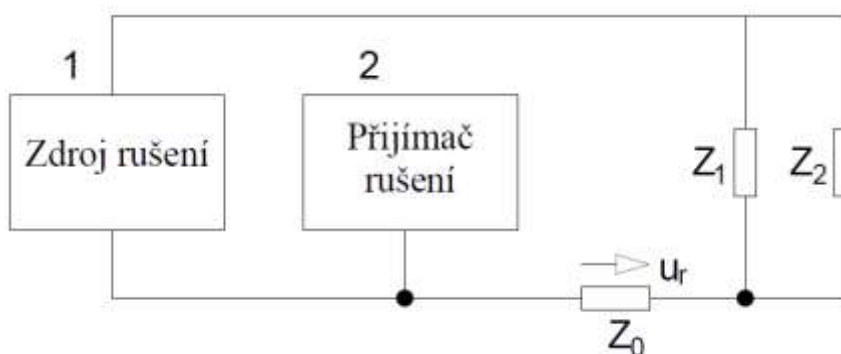 1
2
Zdroj rušení
Přijímač
rušení
Z₁
Z₂
uᵣ
Z₀